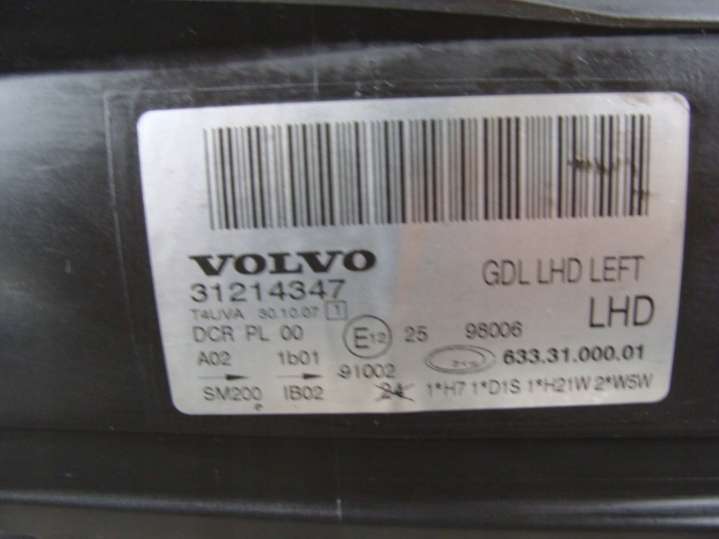 VOLVO
31214347
T4LIVA 30.10.07 1
GDL LHD LEFT
LHD
DCR PL 00 E12 25 98006
A02 1b01 91002 633.31.000.01
SM200 IB02 24 1*H7 1*D1S 1*H21W 2*W5W